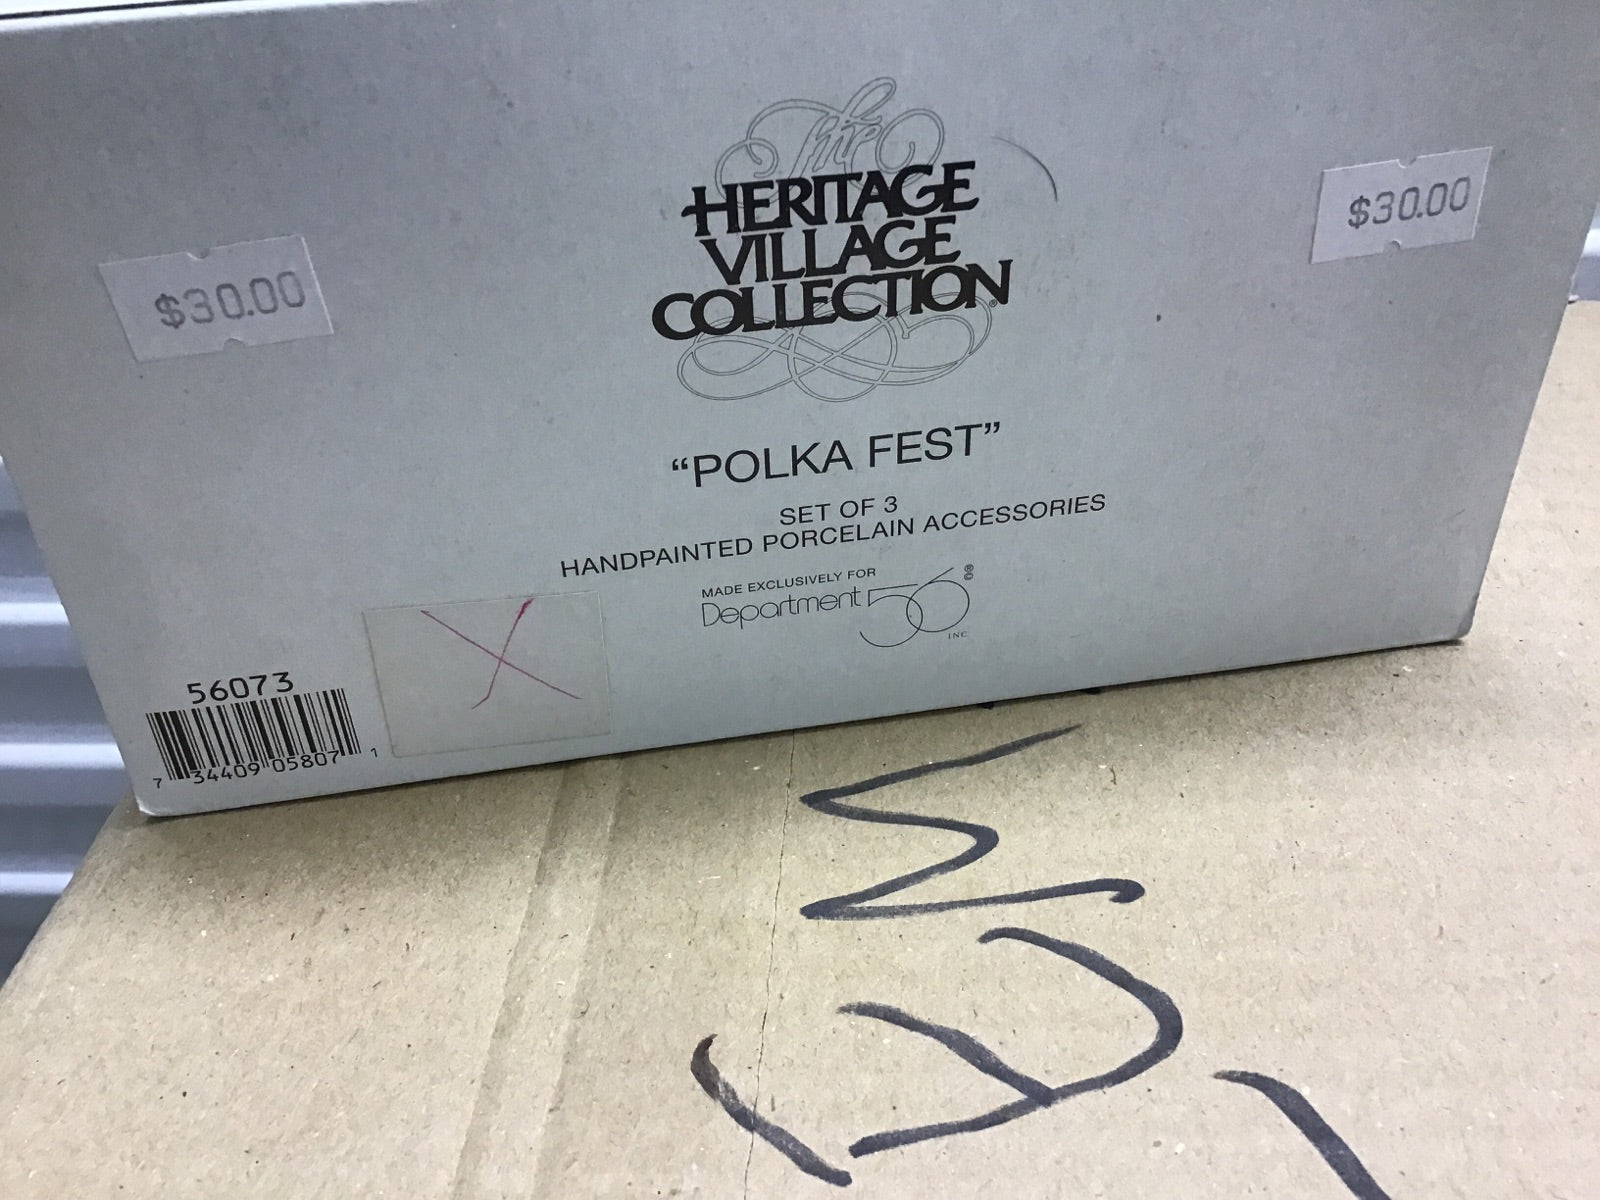 The
HERITAGE
VILLAGE
COLLECTION®
$30.00
$30.00
“POLKA FEST”
SET OF 3
HANDPAINTED PORCELAIN ACCESSORIES
MADE EXCLUSIVELY FOR
Department 56 ®©
INC
X
56073
7 34409 05807 1